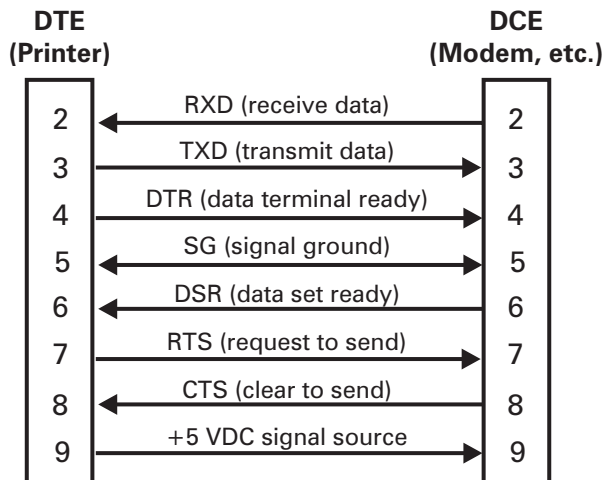 DTE DCE
(Printer) (Modem, etc.)
2 RXD (receive data) 2
3 TXD (transmit data) 3
4 DTR (data terminal ready) 4
5 SG (signal ground) 5
6 DSR (data set ready) 6
7 RTS (request to send) 7
8 CTS (clear to send) 8
9 +5 VDC signal source 9